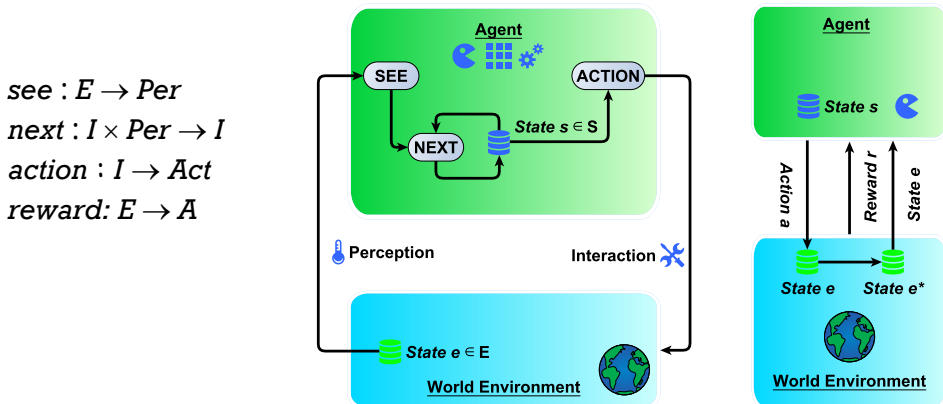 see : E → Per
next : I × Per → I
action : I → Act
reward: E → A
Agent
SEE
ACTION
State s ∈ S
NEXT
Perception
Interaction
State e ∈ E
World Environment
Agent
State s
Action a
Reward r
State e
State e
State e*
World Environment